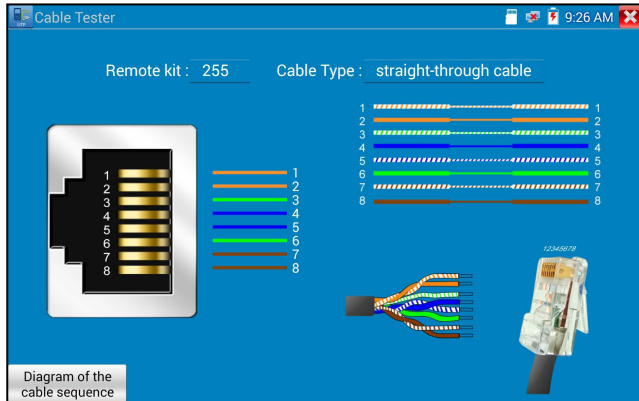 UTP
Cable Tester
9:26 AM
Remote kit : 255
Cable Type : straight-through cable
1 1
2 2
3 3
4 4
5 5
6 6
7 7
8 8
1 1
2 2
3 3
4 4
5 5
6 6
7 7
8 8
12345678
Diagram of the
cable sequence